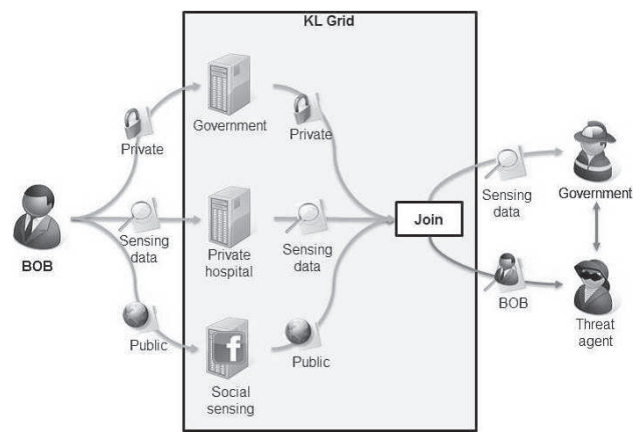 KL Grid
Government
Private
Private
BOB
Sensing
data
Private
hospital
Sensing
data
Join
Sensing
data
Government
BOB
Threat
agent
Public
f
Social
sensing
Public